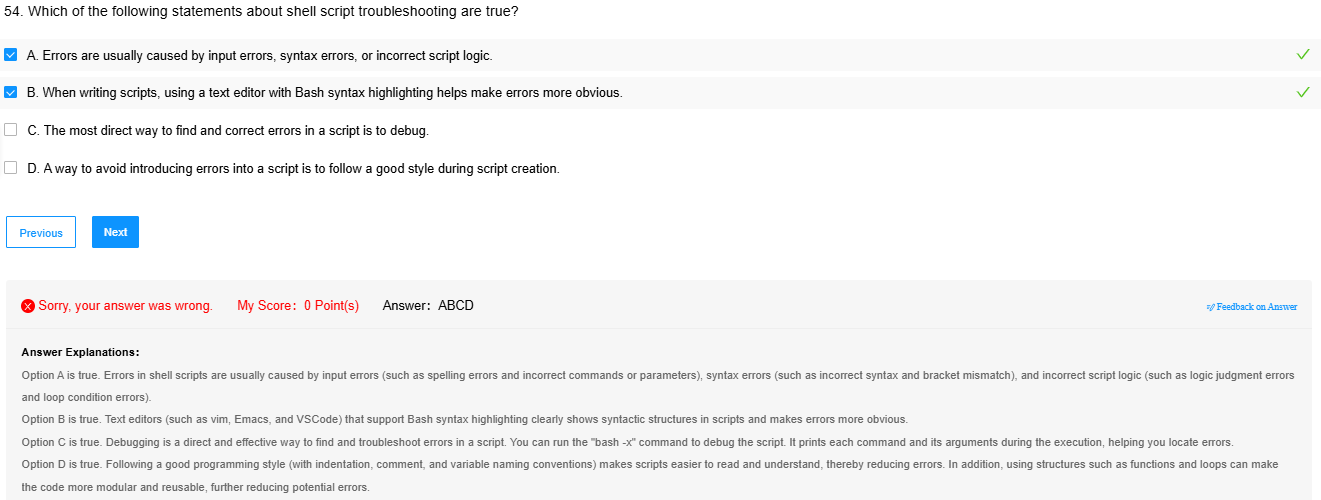 54. Which of the following statements about shell script troubleshooting are true?
A. Errors are usually caused by input errors, syntax errors, or incorrect script logic.
B. When writing scripts, using a text editor with Bash syntax highlighting helps make errors more obvious.
C. The most direct way to find and correct errors in a script is to debug.
D. A way to avoid introducing errors into a script is to follow a good style during script creation.
Previous Next
Sorry, your answer was wrong. My Score: 0 Point(s) Answer: ABCD Feedback on Answer
Answer Explanations:
Option A is true. Errors in shell scripts are usually caused by input errors (such as spelling errors and incorrect commands or parameters), syntax errors (such as incorrect syntax and bracket mismatch), and incorrect script logic (such as logic judgment errors
and loop condition errors).
Option B is true. Text editors (such as vim, Emacs, and VSCode) that support Bash syntax highlighting clearly shows syntactic structures in scripts and makes errors more obvious.
Option C is true. Debugging is a direct and effective way to find and troubleshoot errors in a script. You can run the "bash -x" command to debug the script. It prints each command and its arguments during the execution, helping you locate errors.
Option D is true. Following a good programming style (with indentation, comment, and variable naming conventions) makes scripts easier to read and understand, thereby reducing errors. In addition, using structures such as functions and loops can make
the code more modular and reusable, further reducing potential errors.